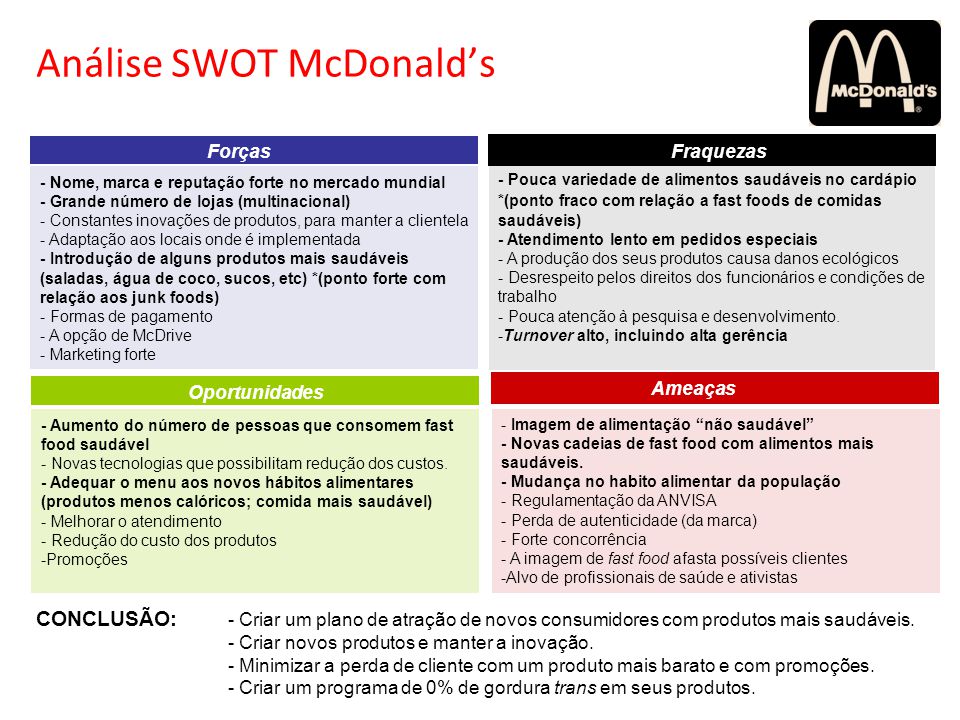 Análise SWOT McDonald’s
McDonald's
®
Forças
- Nome, marca e reputação forte no mercado mundial
- Grande número de lojas (multinacional)
- Constantes inovações de produtos, para manter a clientela
- Adaptação aos locais onde é implementada
- Introdução de alguns produtos mais saudáveis
(saladas, água de coco, sucos, etc) *(ponto forte com
relação aos junk foods)
- Formas de pagamento
- A opção de McDrive
- Marketing forte
Fraquezas
- Pouca variedade de alimentos saudáveis no cardápio
*(ponto fraco com relação a fast foods de comidas
saudáveis)
- Atendimento lento em pedidos especiais
- A produção dos seus produtos causa danos ecológicos
- Desrespeito pelos direitos dos funcionários e condições de
trabalho
- Pouca atenção à pesquisa e desenvolvimento.
-Turnover alto, incluindo alta gerência
Oportunidades
- Aumento do número de pessoas que consomem fast
food saudável
- Novas tecnologias que possibilitam redução dos custos.
- Adequar o menu aos novos hábitos alimentares
(produtos menos calóricos; comida mais saudável)
- Melhorar o atendimento
- Redução do custo dos produtos
-Promoções
Ameaças
- Imagem de alimentação “não saudável”
- Novas cadeias de fast food com alimentos mais
saudáveis.
- Mudança no habito alimentar da população
- Regulamentação da ANVISA
- Perda de autenticidade (da marca)
- Forte concorrência
- A imagem de fast food afasta possíveis clientes
-Alvo de profissionais de saúde e ativistas
CONCLUSÃO: - Criar um plano de atração de novos consumidores com produtos mais saudáveis.
- Criar novos produtos e manter a inovação.
- Minimizar a perda de cliente com um produto mais barato e com promoções.
- Criar um programa de 0% de gordura trans em seus produtos.